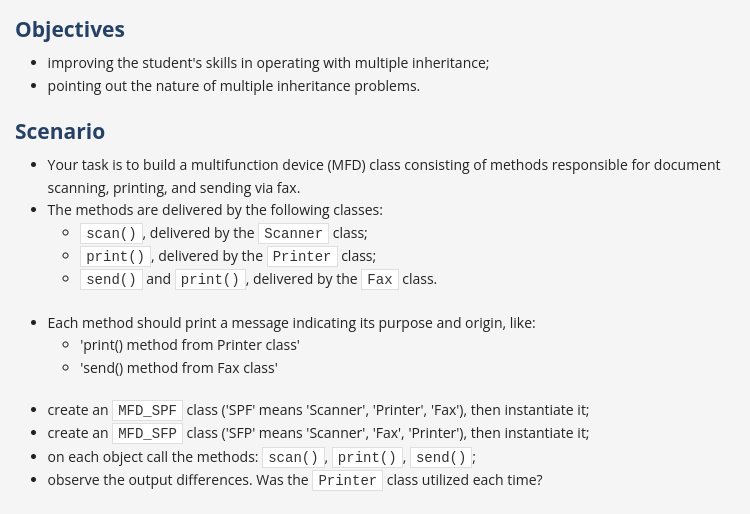 Objectives
improving the student's skills in operating with multiple inheritance;
pointing out the nature of multiple inheritance problems.
Scenario
Your task is to build a multifunction device (MFD) class consisting of methods responsible for document
scanning, printing, and sending via fax.
The methods are delivered by the following classes:
scan(), delivered by the Scanner class;
print(), delivered by the Printer class;
send() and print(), delivered by the Fax class.
Each method should print a message indicating its purpose and origin, like:
'print() method from Printer class'
'send() method from Fax class'
create an MFD_SPF class ('SPF' means 'Scanner', 'Printer', 'Fax'), then instantiate it;
create an MFD_SFP class ('SFP' means 'Scanner', 'Fax', 'Printer'), then instantiate it;
on each object call the methods: scan(), print(), send();
observe the output differences. Was the Printer class utilized each time?